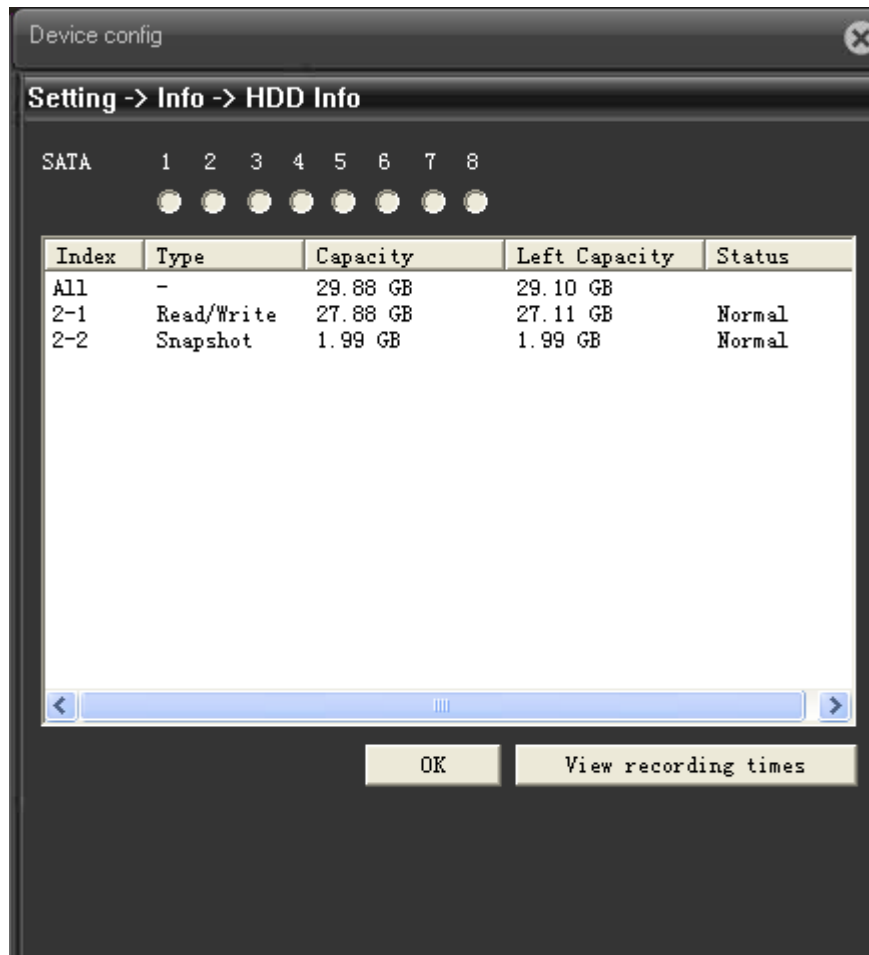 Device config
Setting -> Info -> HDD Info
SATA 1 2 3 4 5 6 7 8
Index Type Capacity Left Capacity Status
All - 29.88 GB 29.10 GB
2-1 Read/Write 27.88 GB 27.11 GB Normal
2-2 Snapshot 1.99 GB 1.99 GB Normal
OK View recording times